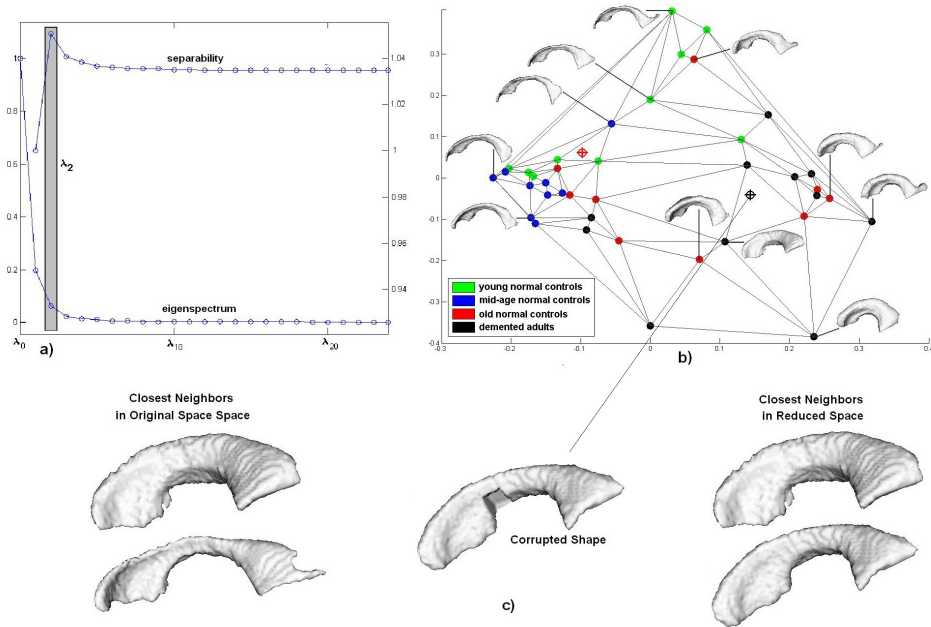 1
0.8
0.6
0.4
0.2
0
separability
λ2
eigenspectrum
1.04
1.02
1
0.98
0.96
0.94
λ0
λ10
λ20
a)
0.3
0.2
0.1
0
-0.1
-0.2
-0.3
-0.4
young normal controls
mid-age normal controls
old normal controls
demented adults
-0.3
-0.2
-0.1
0
0.1
0.2
0.3
0.4
b)
Closest Neighbors
in Original Space Space
Corrupted Shape
c)
Closest Neighbors
in Reduced Space